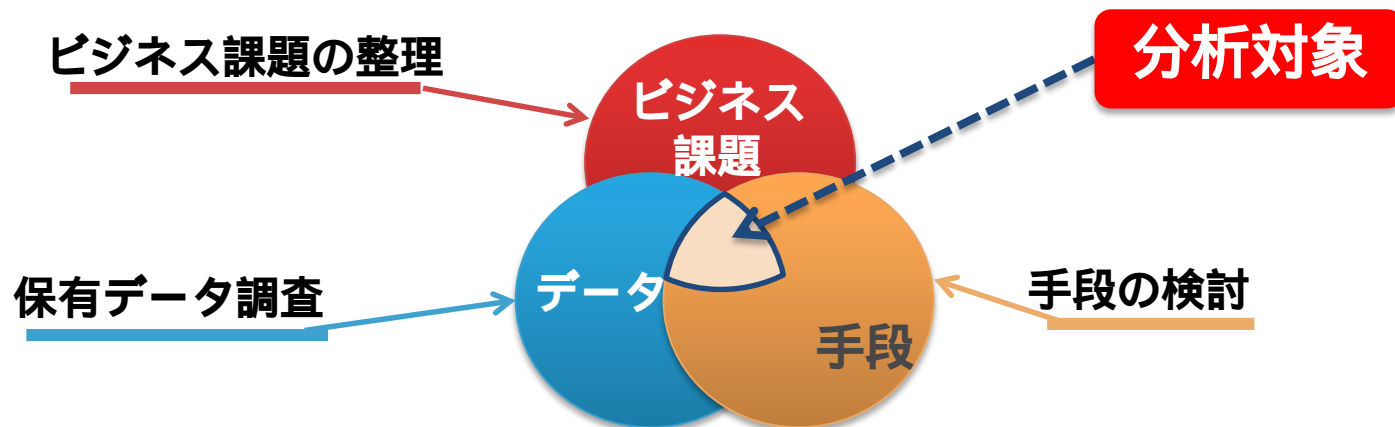 分析対象
ビジネス課題の整理
ビジネス
課題
保有データ調査
データ
手段の検討
手段